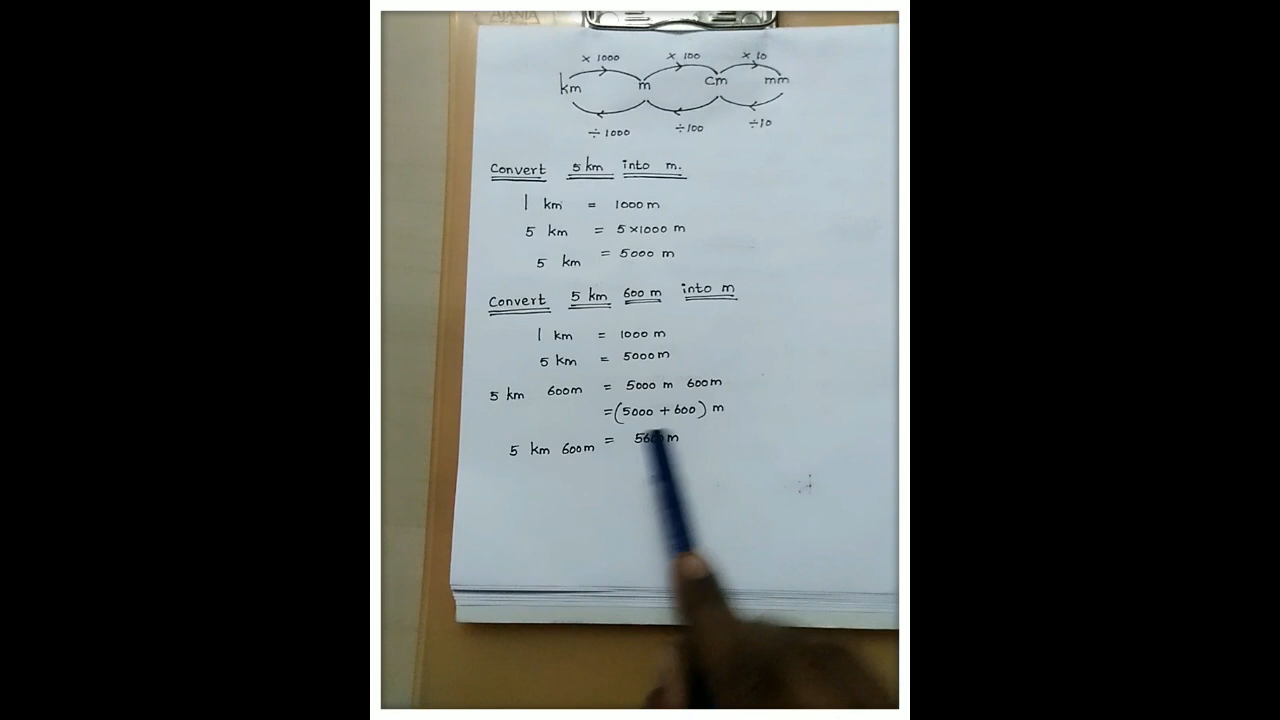 × 1000 × 100 × 10
km m cm mm
÷ 1000 ÷100 ÷10
Convert 5 km into m.
1 km = 1000 m
5 km = 5×1000 m
5 km = 5000 m
Convert 5 km 600 m into m
1 km = 1000 m
5 km = 5000 m
5 km 600m = 5000 m 600m
=(5000 + 600) m
5 km 600m = m